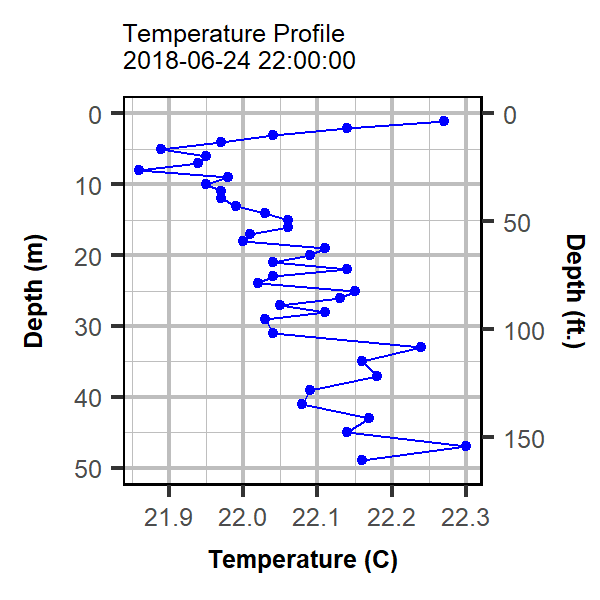 Temperature Profile
2018-06-24 22:00:00
0
10
20
30
40
50
Depth (m)
0
50
100
150
Depth (ft.)
21.9 22.0 22.1 22.2 22.3
Temperature (C)